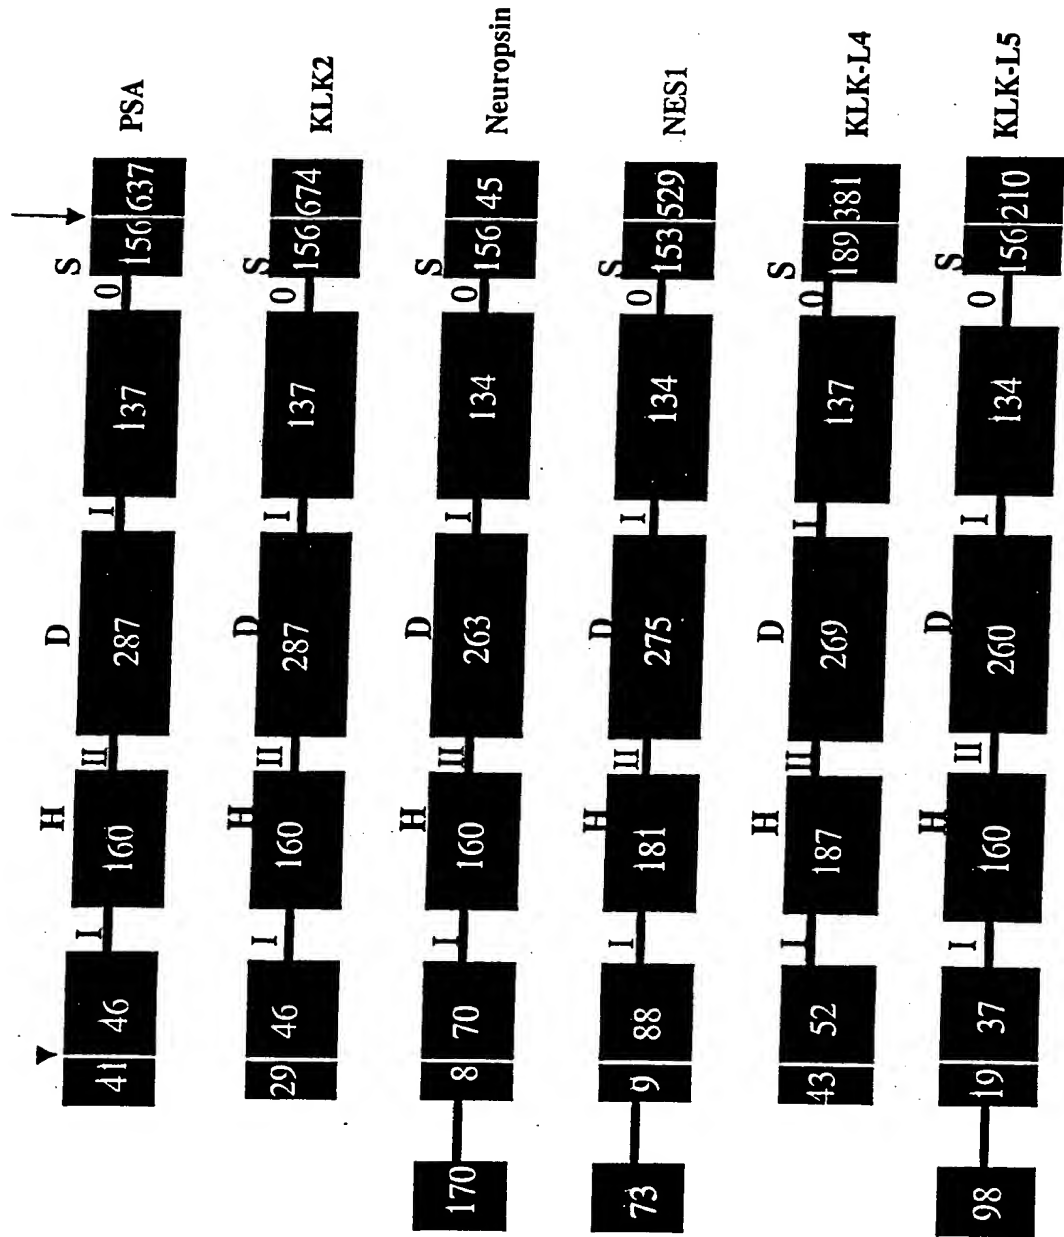 H D S
41 46 I 160 II 287 I 137 0 156 637 PSA
H D S
29 46 I 160 II 287 I 137 0 156 674 KLK2
H D S
170 8 70 I 160 II 263 I 134 0 156 45 Neuropsin
H D S
73 9 88 I 181 II 275 I 134 0 153 529 NES1
H D S
43 52 I 187 II 269 I 137 0 189 381 KLK-L4
H D S
98 19 37 I 160 II 260 I 134 0 156 210 KLK-L5